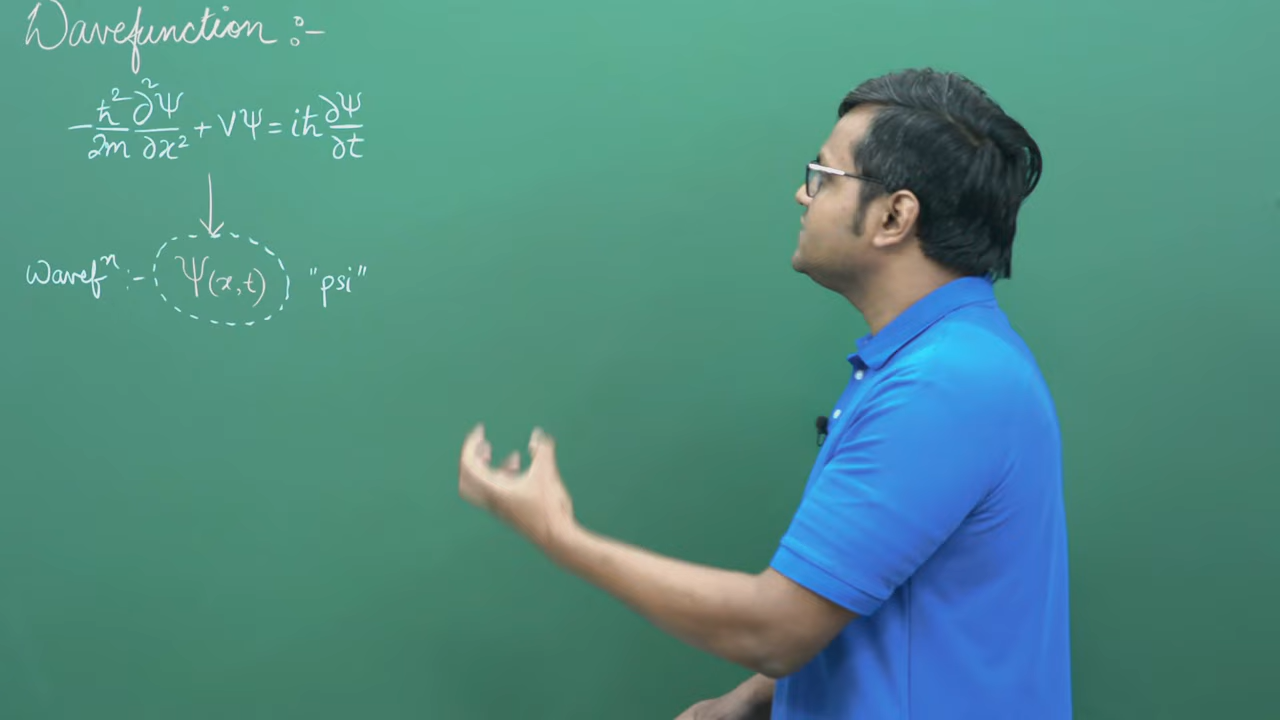 Wavefunction :-
-ħ²/2m ∂²Ψ/∂x² + VΨ = iħ ∂Ψ/∂t
Wavefⁿ :- Ψ(x,t) "psi"